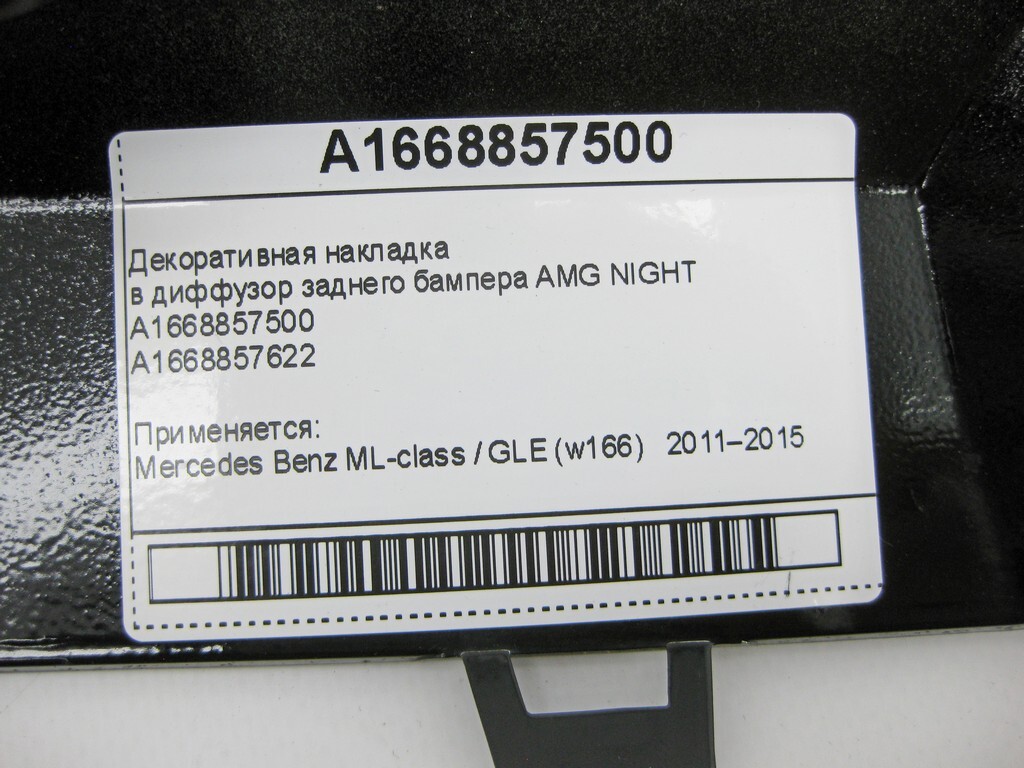 A1668857500
Декоративная накладка
в диффузор заднего бампера AMG NIGHT
A1668857500
A1668857622
Применяется:
Mercedes Benz ML-class / GLE (w166) 2011–2015